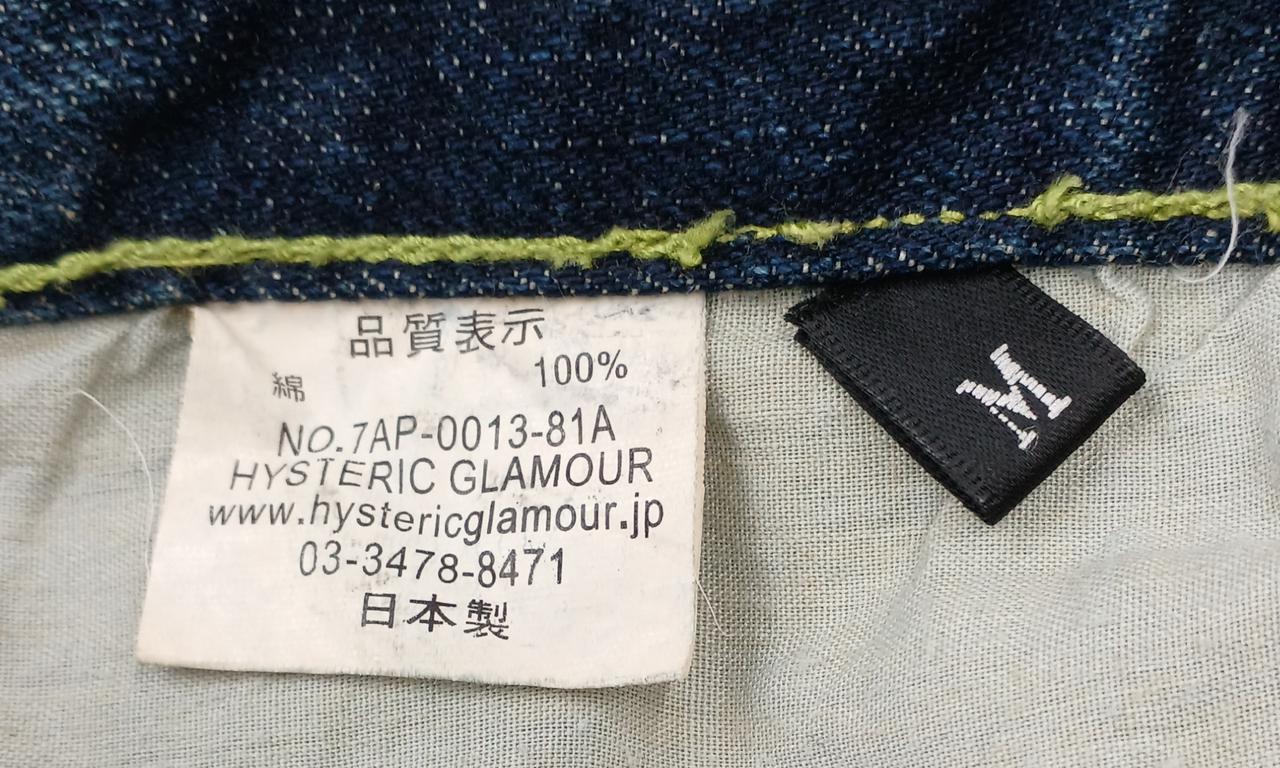 品質表示
綿 100%
NO.7AP-0013-81A
HYSTERIC GLAMOUR
www.hystericglamour.jp
03-3478-8471
日本製
M